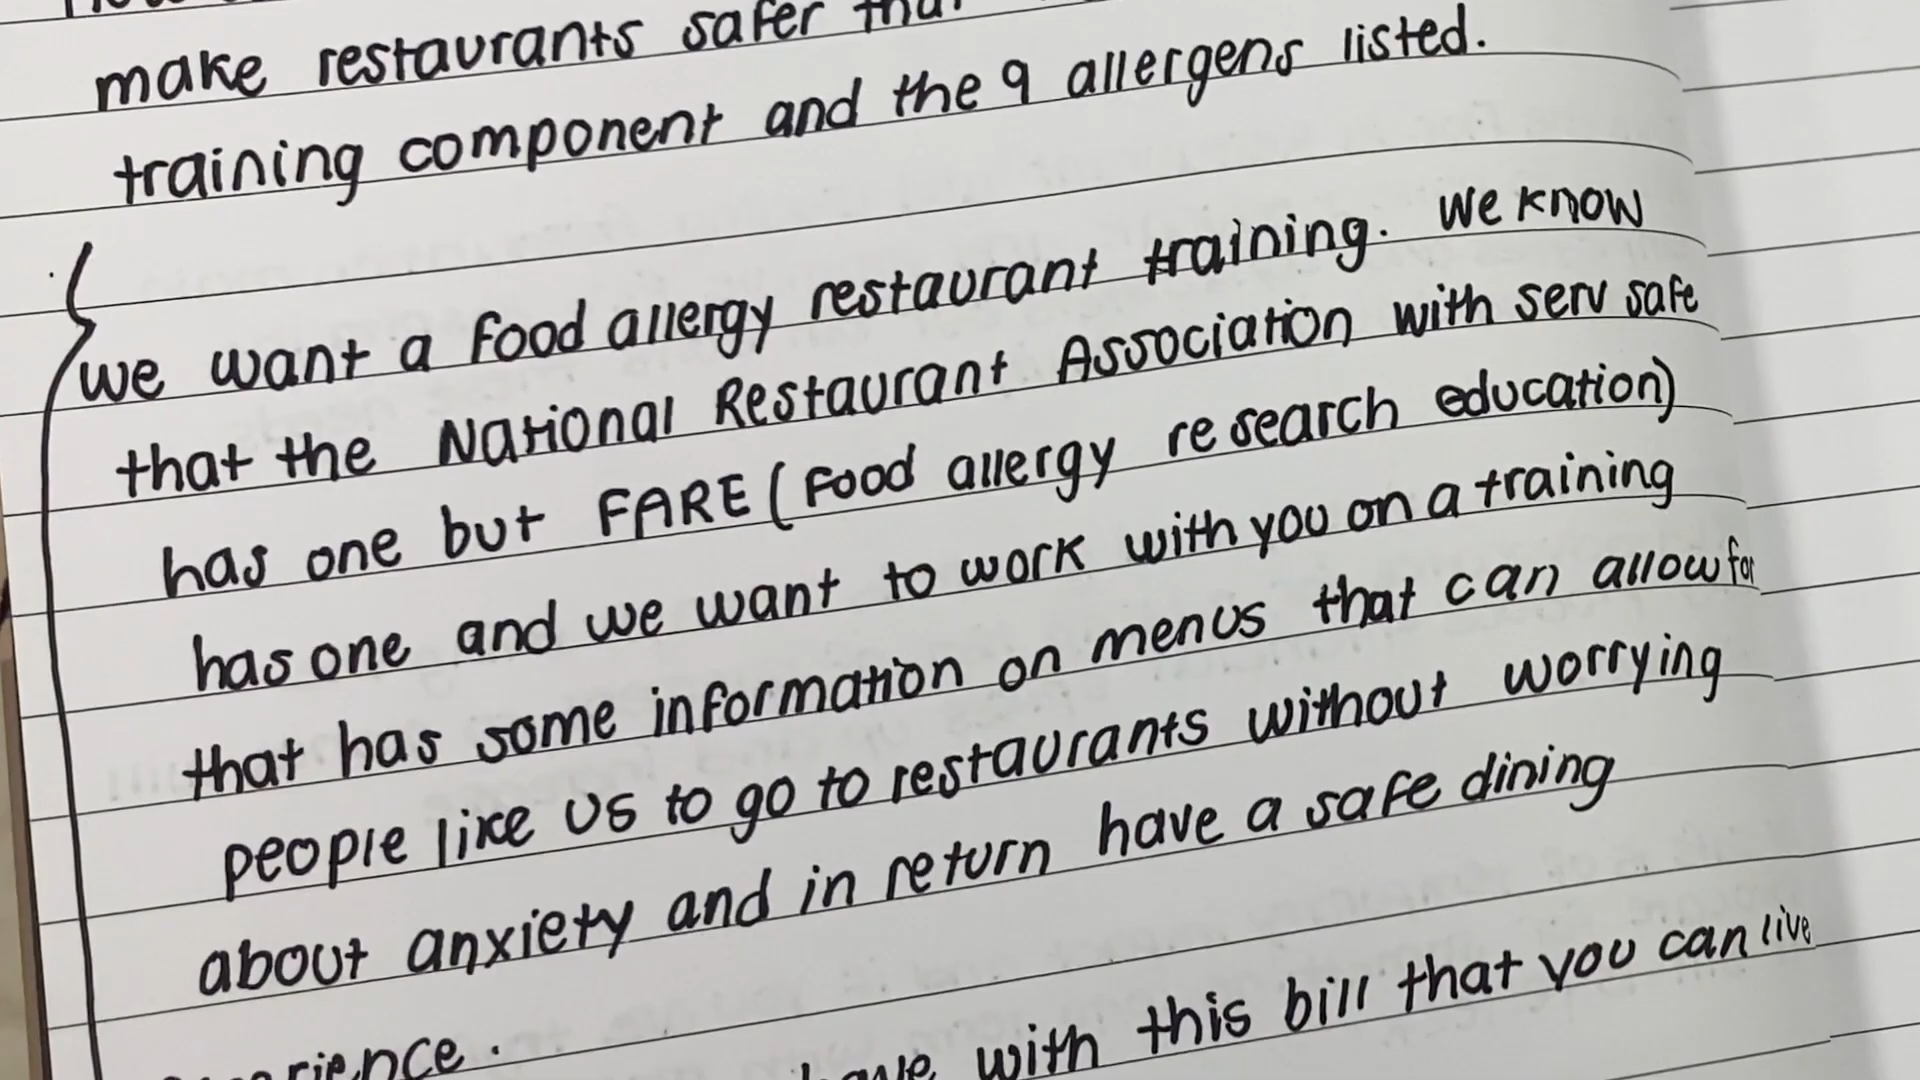 make restaurants safer
training component and the 9 allergens listed.
we want a food allergy restaurant training. we know
that the National Restaurant Association with serv safe
has one but FARE (Food allergy research education)
has one and we want to work with you on a training
that has some information on menus that can allow for
people like us to go to restaurants without worrying
about anxiety and in return have a safe dining
with this bill that you can live